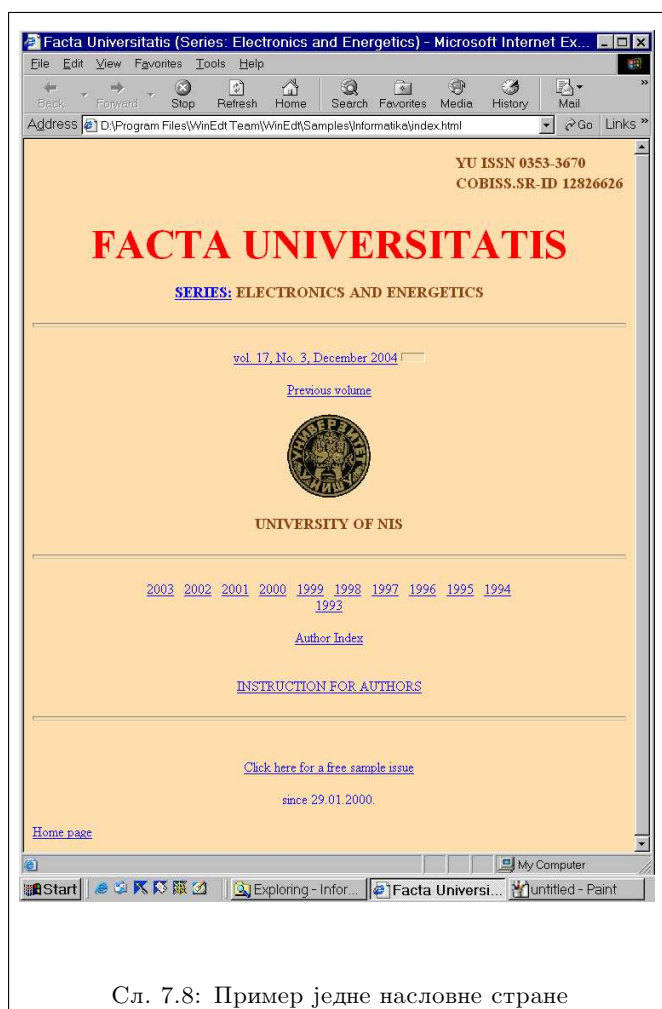 Facta Universitatis (Series: Electronics and Energetics) - Microsoft Internet Ex...
File Edit View Favorites Tools Help
Back Forward Stop Refresh Home Search Favorites Media History Mail »
Address D:\Program Files\WinEdt Team\WinEdt\Samples\Informatika\index.html Go Links »
YU ISSN 0353-3670
COBISS.SR-ID 12826626
FACTA UNIVERSITATIS
SERIES: ELECTRONICS AND ENERGETICS
vol. 17, No. 3, December 2004
Previous volume
УНИВЕРЗИТЕТ
У НИШУ
UNIVERSITY OF NIS
2003 2002 2001 2000 1999 1998 1997 1996 1995 1994
1993
Author Index
INSTRUCTION FOR AUTHORS
Click here for a free sample issue
since 29.01.2000.
Home page
My Computer
Start Exploring - Infor... Facta Universi... untitled - Paint
Сл. 7.8: Пример једне насловне стране